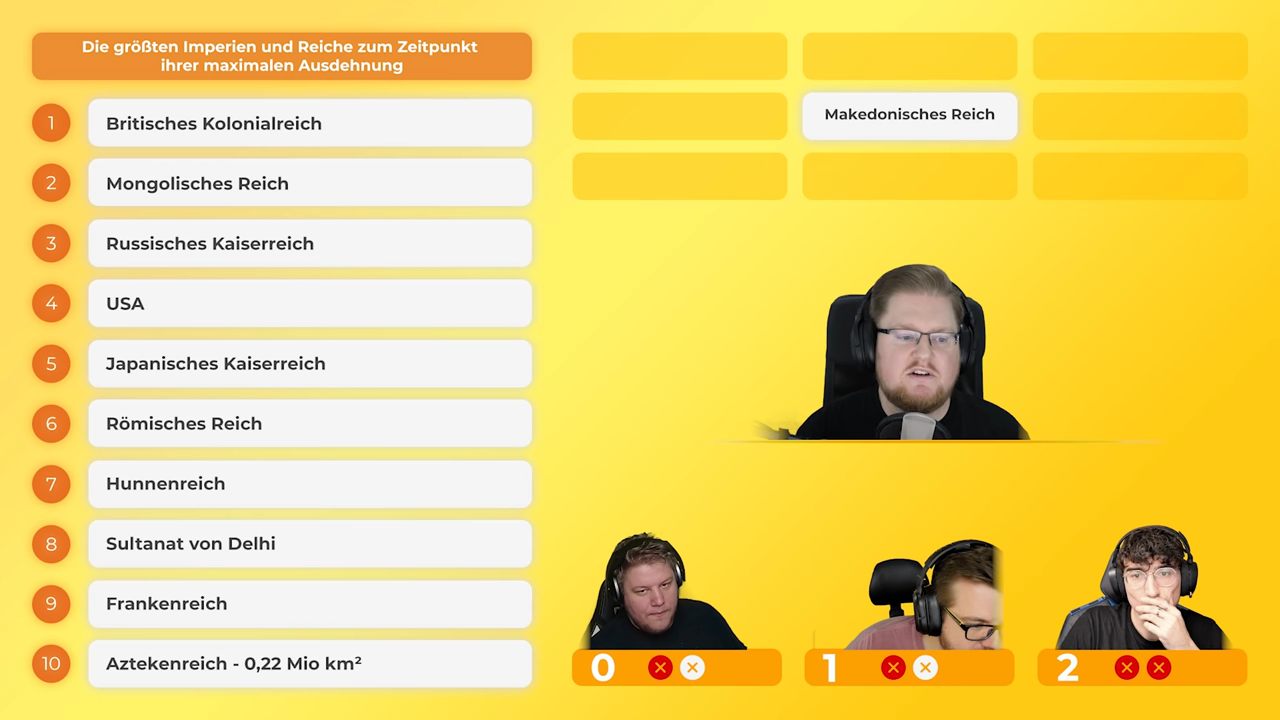 Die größten Imperien und Reiche zum Zeitpunkt
ihrer maximalen Ausdehnung
1 Britisches Kolonialreich
2 Mongolisches Reich
3 Russisches Kaiserreich
4 USA
5 Japanisches Kaiserreich
6 Römisches Reich
7 Hunnenreich
8 Sultanat von Delhi
9 Frankenreich
10 Aztekenreich - 0,22 Mio km²
Makedonisches Reich
0
1
2